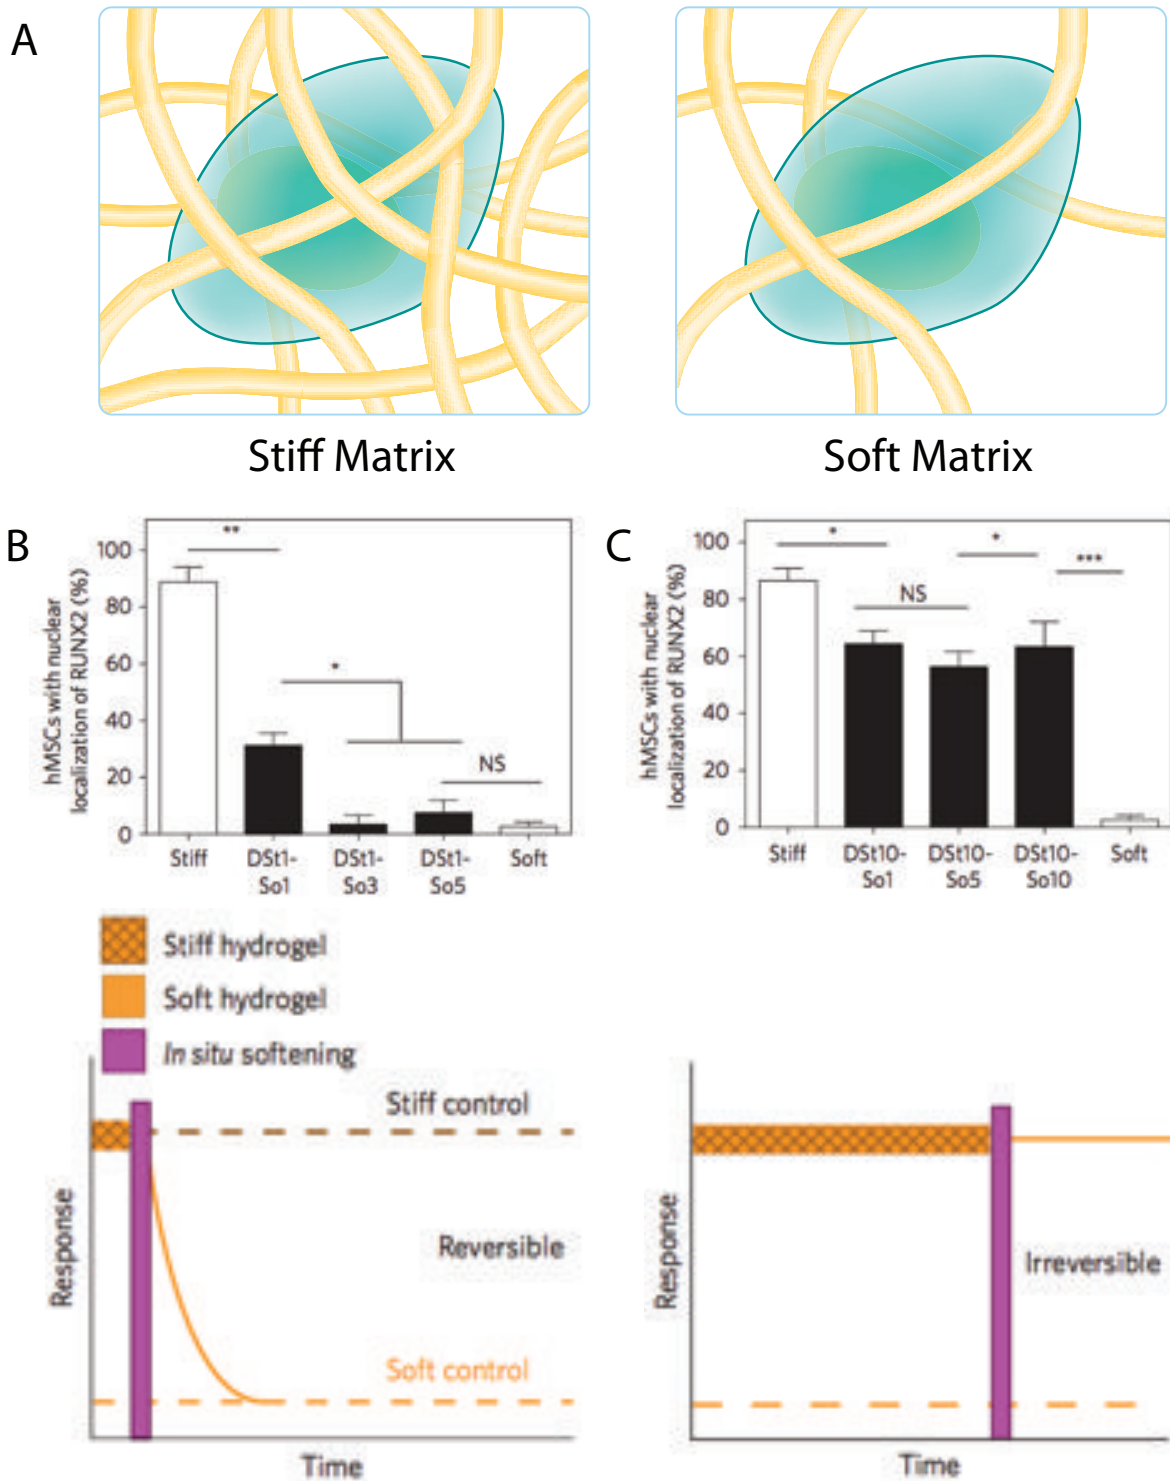 A
Stiff Matrix
Soft Matrix
B
hMSCs with nuclear
localization of RUNX2 (%)
100
80
60
40
20
0
**
*
NS
Stiff
DSt1-
So1
DSt1-
So3
DSt1-
So5
Soft
C
hMSCs with nuclear
localization of RUNX2 (%)
100
80
60
40
20
0
*
NS
*
***
Stiff
DSt10-
So1
DSt10-
So5
DSt10-
So10
Soft
Stiff hydrogel
Soft hydrogel
In situ softening
Response
Stiff control
Reversible
Soft control
Time
Response
Irreversible
Time